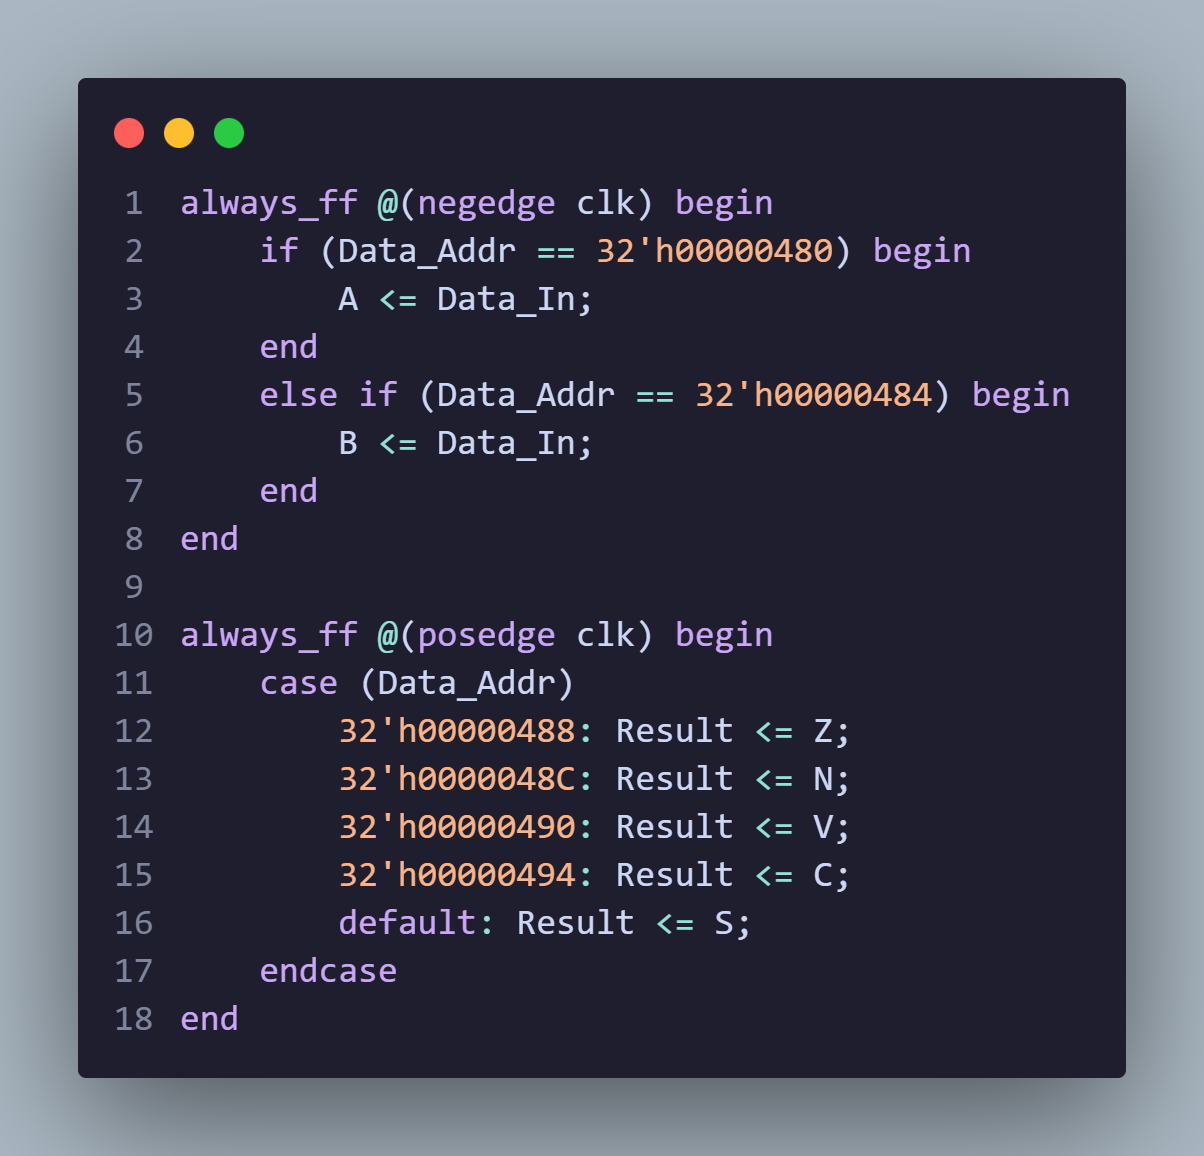 1 always_ff @(negedge clk) begin
2     if (Data_Addr == 32'h00000480) begin
3         A <= Data_In;
4     end
5     else if (Data_Addr == 32'h00000484) begin
6         B <= Data_In;
7     end
8 end
9
10 always_ff @(posedge clk) begin
11     case (Data_Addr)
12         32'h00000488: Result <= Z;
13         32'h0000048C: Result <= N;
14         32'h00000490: Result <= V;
15         32'h00000494: Result <= C;
16         default: Result <= S;
17     endcase
18 end